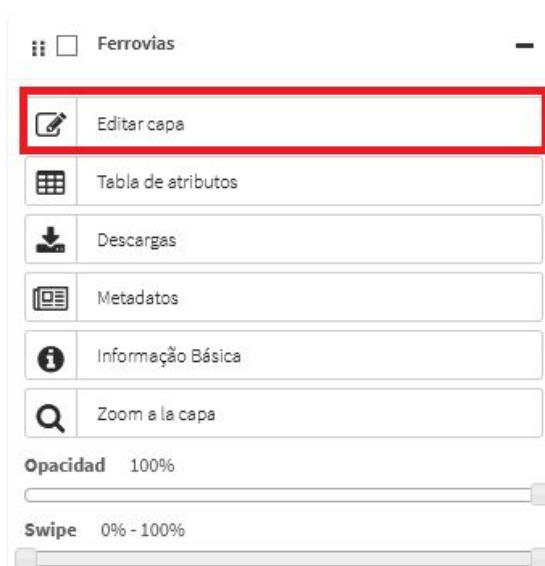 Ferrovias
Editar capa
Tabla de atributos
Descargas
Metadatos
Informação Básica
Zoom a la capa
Opacidad 100%
Swipe 0% - 100%